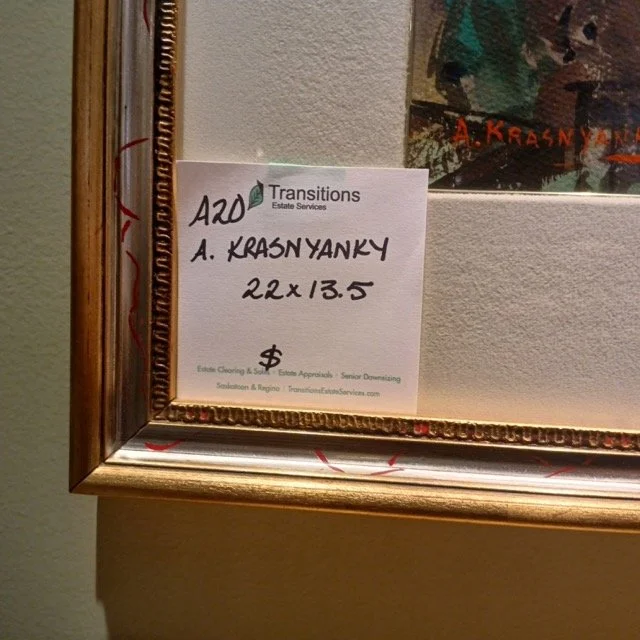 A. KRASNYAN
Transitions
Estate Services
A20
A. KRASNYANKY
22 x 13.5
$
Estate Clearing & Sales | Estate Appraisals | Senior Downsizing
Saskatoon & Regina | TransitionsEstateServices.com